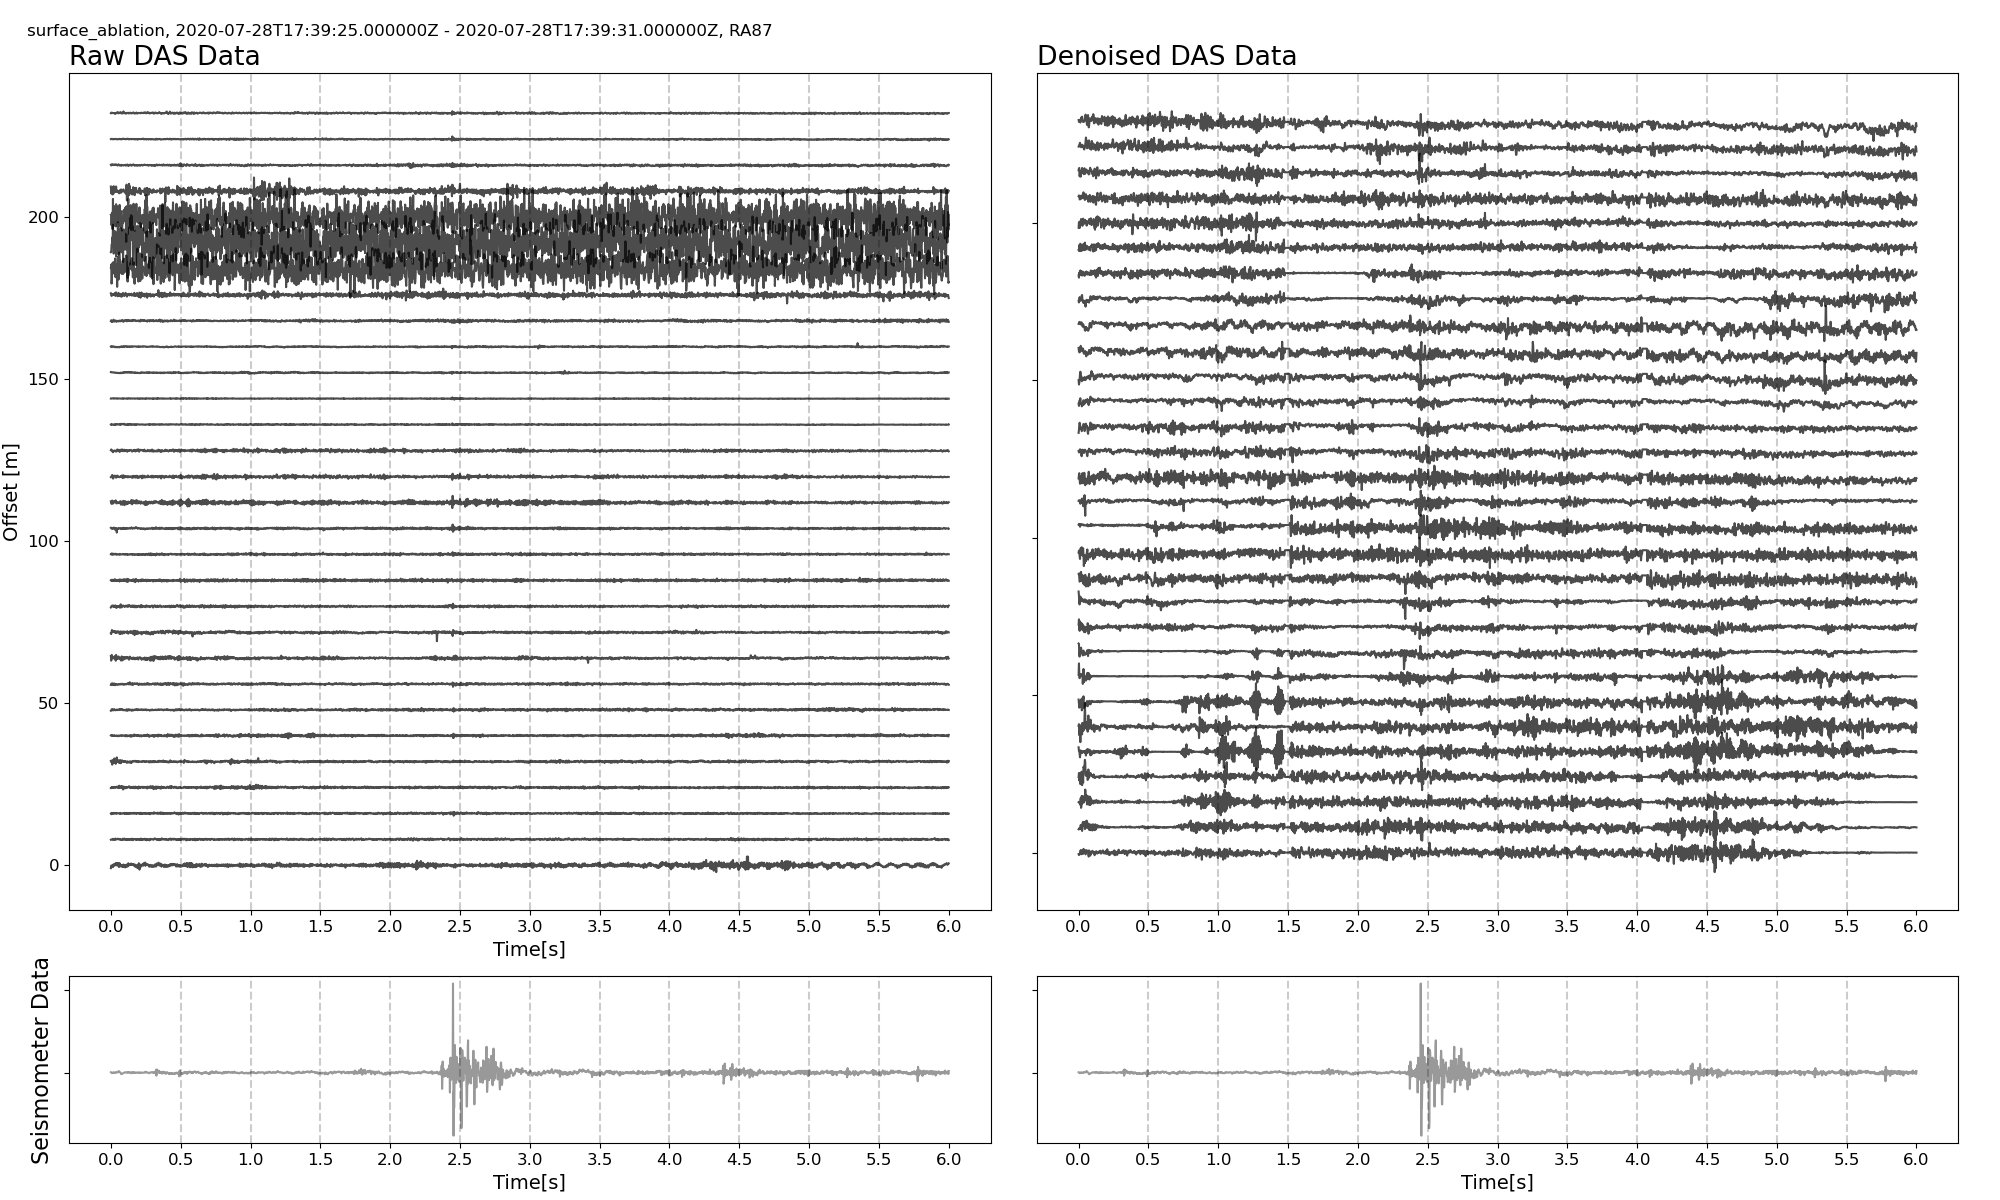 surface_ablation, 2020-07-28T17:39:25.000000Z - 2020-07-28T17:39:31.000000Z, RA87
Raw DAS Data
Denoised DAS Data
Offset [m]
200
150
100
50
0
0.0 0.5 1.0 1.5 2.0 2.5 3.0 3.5 4.0 4.5 5.0 5.5 6.0
Time[s]
0.0 0.5 1.0 1.5 2.0 2.5 3.0 3.5 4.0 4.5 5.0 5.5 6.0
Seismometer Data
0.0 0.5 1.0 1.5 2.0 2.5 3.0 3.5 4.0 4.5 5.0 5.5 6.0
Time[s]
0.0 0.5 1.0 1.5 2.0 2.5 3.0 3.5 4.0 4.5 5.0 5.5 6.0
Time[s]